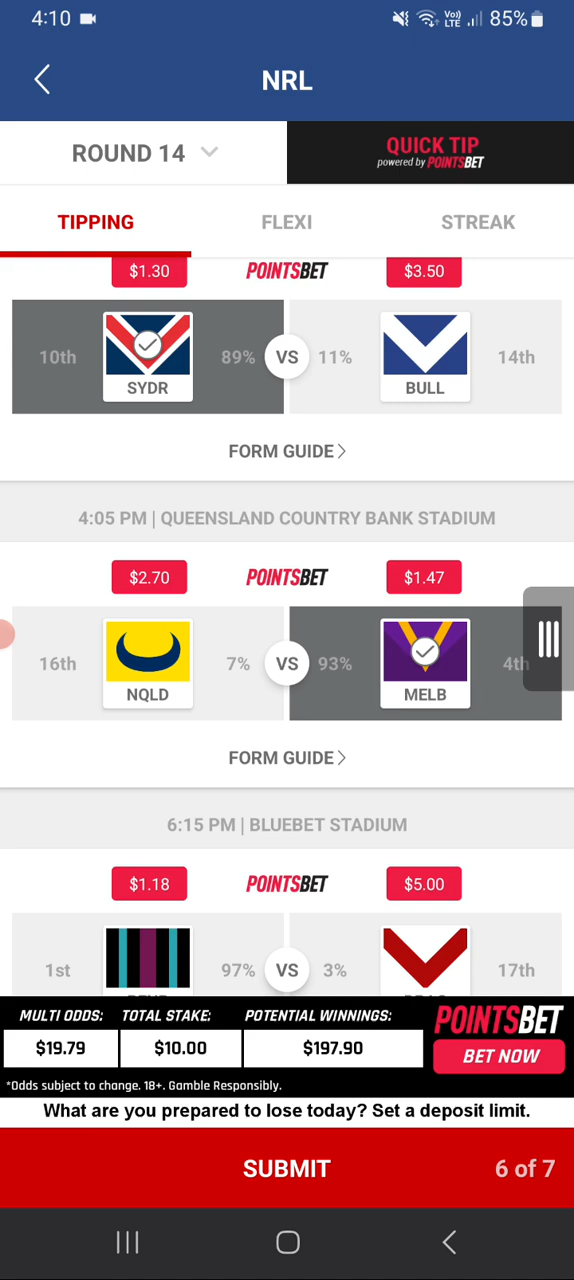 4:10 Vo)) LTE 85%
NRL
ROUND 14
QUICK TIP
powered by POINTSBET
TIPPING FLEXI STREAK
$1.30 POINTSBET $3.50
10th 89% VS 11% 14th
SYDR BULL
FORM GUIDE
4:05 PM | QUEENSLAND COUNTRY BANK STADIUM
$2.70 POINTSBET $1.47
16th 7% VS 93% 4th
NQLD MELB
FORM GUIDE
6:15 PM | BLUEBET STADIUM
$1.18 POINTSBET $5.00
1st 97% VS 3% 17th
MULTI ODDS: TOTAL STAKE: POTENTIAL WINNINGS: POINTSBET
$19.79 $10.00 $197.90 BET NOW
*Odds subject to change. 18+. Gamble Responsibly.
What are you prepared to lose today? Set a deposit limit.
SUBMIT 6 of 7